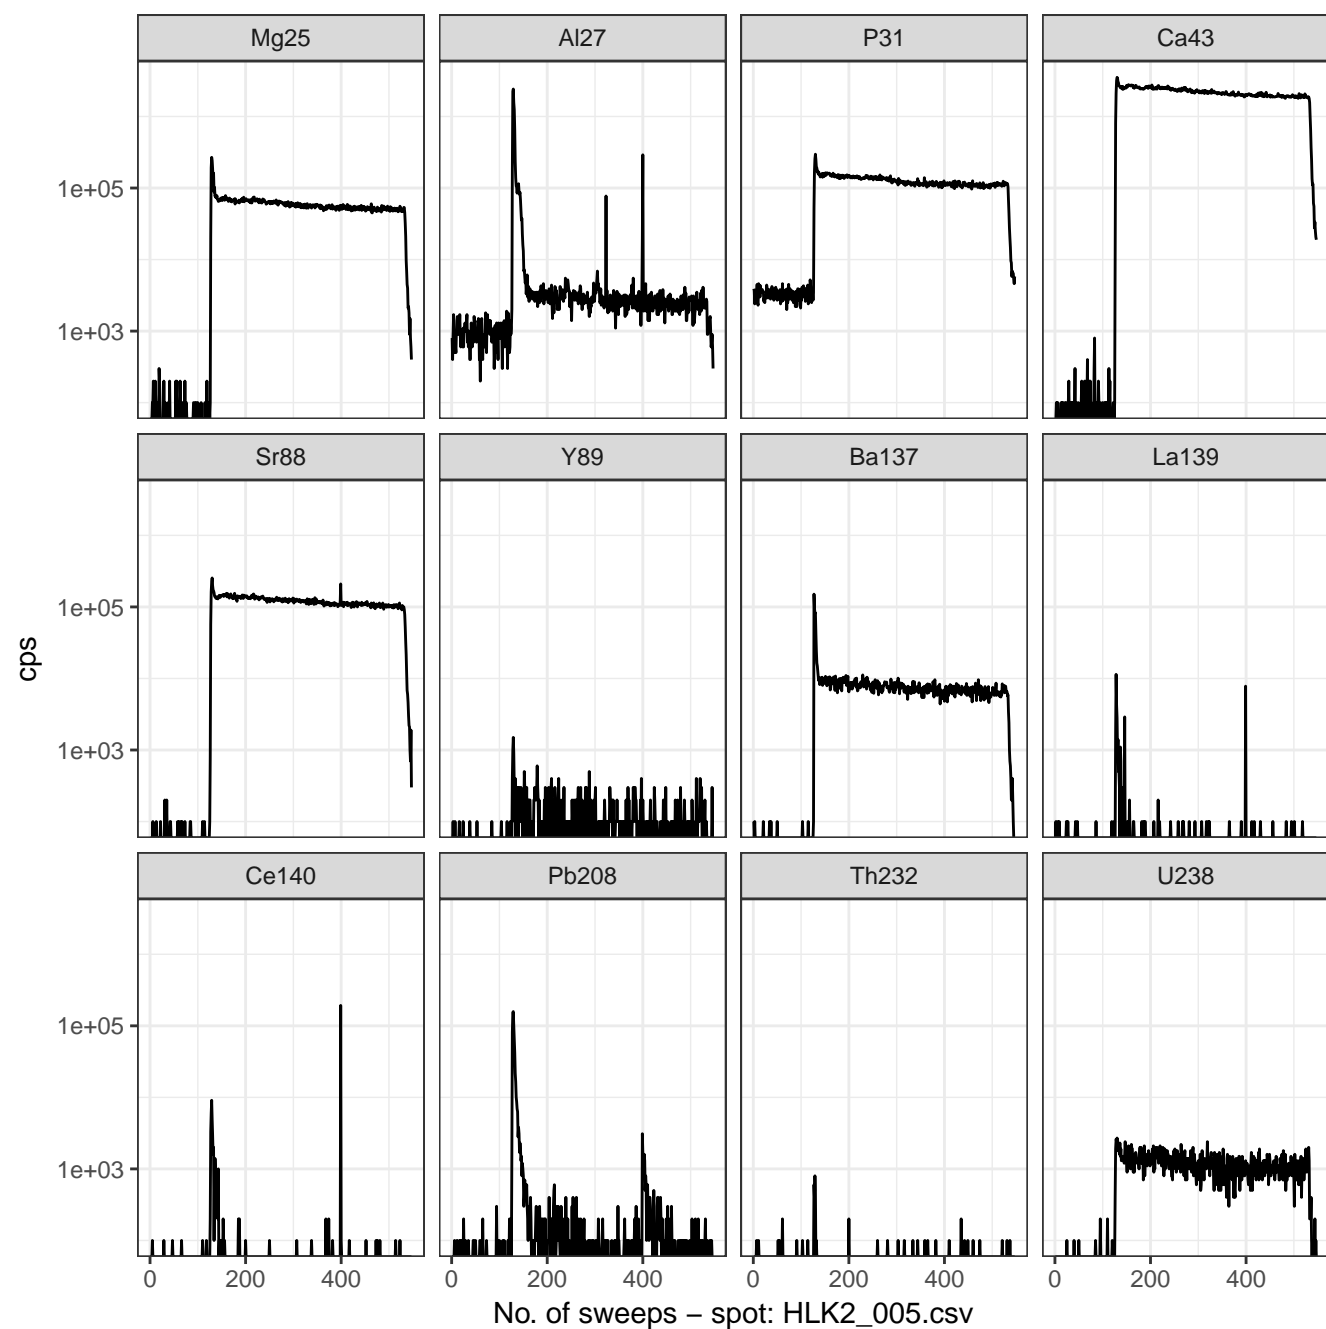 Mg25 Al27 P31 Ca43
1e+05
1e+03
Sr88 Y89 Ba137 La139
1e+05
1e+03
Ce140 Pb208 Th232 U238
1e+05
1e+03
0 200 400 0 200 400 0 200 400 0 200 400
cps
No. of sweeps − spot: HLK2_005.csv